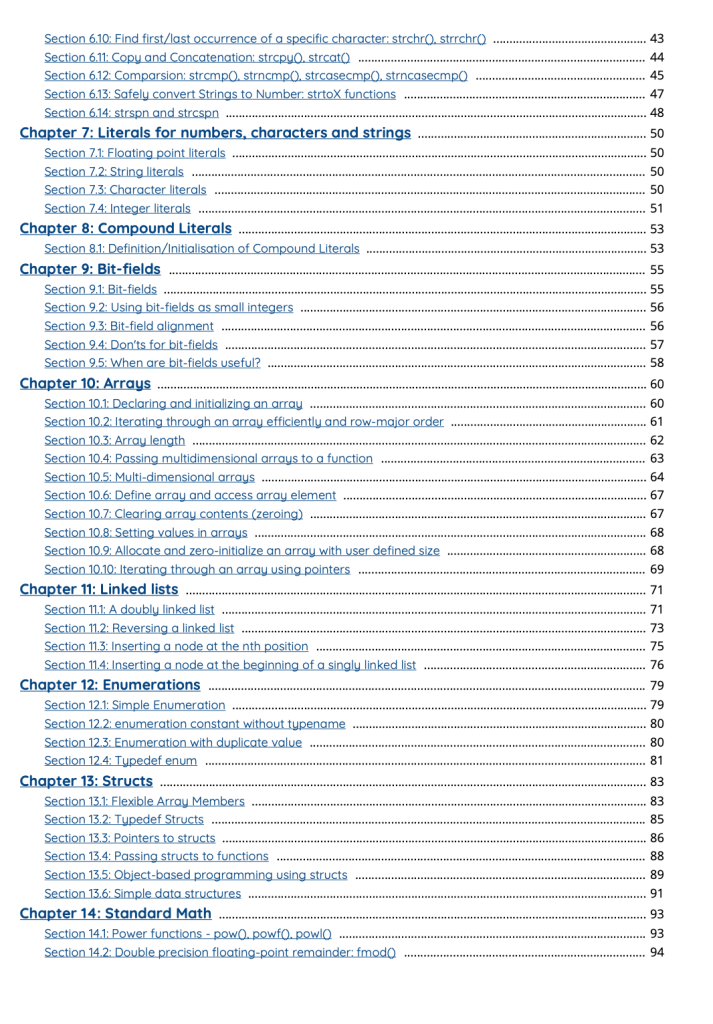 Section 6.10: Find first/last occurrence of a specific character: strchr(), strrchr() ........ 43
Section 6.11: Copy and Concatenation: strcpy(), strcat() ........ 44
Section 6.12: Comparsion: strcmp(), strncmp(), strcasecmp(), strncasecmp() ........ 45
Section 6.13: Safely convert Strings to Number: strtoX functions ........ 47
Section 6.14: strspn and strcspn ........ 48
Chapter 7: Literals for numbers, characters and strings ........ 50
Section 7.1: Floating point literals ........ 50
Section 7.2: String literals ........ 50
Section 7.3: Character literals ........ 50
Section 7.4: Integer literals ........ 51
Chapter 8: Compound Literals ........ 53
Section 8.1: Definition/Initialisation of Compound Literals ........ 53
Chapter 9: Bit-fields ........ 55
Section 9.1: Bit-fields ........ 55
Section 9.2: Using bit-fields as small integers ........ 56
Section 9.3: Bit-field alignment ........ 56
Section 9.4: Don'ts for bit-fields ........ 57
Section 9.5: When are bit-fields useful? ........ 58
Chapter 10: Arrays ........ 60
Section 10.1: Declaring and initializing an array ........ 60
Section 10.2: Iterating through an array efficiently and row-major order ........ 61
Section 10.3: Array length ........ 62
Section 10.4: Passing multidimensional arrays to a function ........ 63
Section 10.5: Multi-dimensional arrays ........ 64
Section 10.6: Define array and access array element ........ 67
Section 10.7: Clearing array contents (zeroing) ........ 67
Section 10.8: Setting values in arrays ........ 68
Section 10.9: Allocate and zero-initialize an array with user defined size ........ 68
Section 10.10: Iterating through an array using pointers ........ 69
Chapter 11: Linked lists ........ 71
Section 11.1: A doubly linked list ........ 71
Section 11.2: Reversing a linked list ........ 73
Section 11.3: Inserting a node at the nth position ........ 75
Section 11.4: Inserting a node at the beginning of a singly linked list ........ 76
Chapter 12: Enumerations ........ 79
Section 12.1: Simple Enumeration ........ 79
Section 12.2: enumeration constant without typename ........ 80
Section 12.3: Enumeration with duplicate value ........ 80
Section 12.4: Typedef enum ........ 81
Chapter 13: Structs ........ 83
Section 13.1: Flexible Array Members ........ 83
Section 13.2: Typedef Structs ........ 85
Section 13.3: Pointers to structs ........ 86
Section 13.4: Passing structs to functions ........ 88
Section 13.5: Object-based programming using structs ........ 89
Section 13.6: Simple data structures ........ 91
Chapter 14: Standard Math ........ 93
Section 14.1: Power functions - pow(), powf(), powl() ........ 93
Section 14.2: Double precision floating-point remainder: fmod() ........ 94